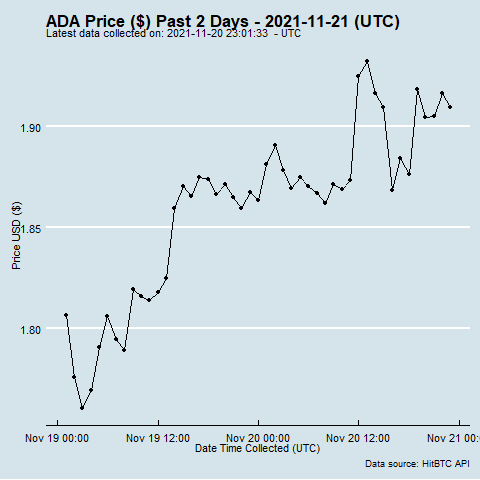 ADA Price ($) Past 2 Days - 2021-11-21 (UTC)
Latest data collected on: 2021-11-20 23:01:33 - UTC
1.90
1.85
1.80
Price USD ($)
Nov 19 00:00 Nov 19 12:00 Nov 20 00:00 Nov 20 12:00 Nov 21 00:
Date Time Collected (UTC)
Data source: HitBTC API